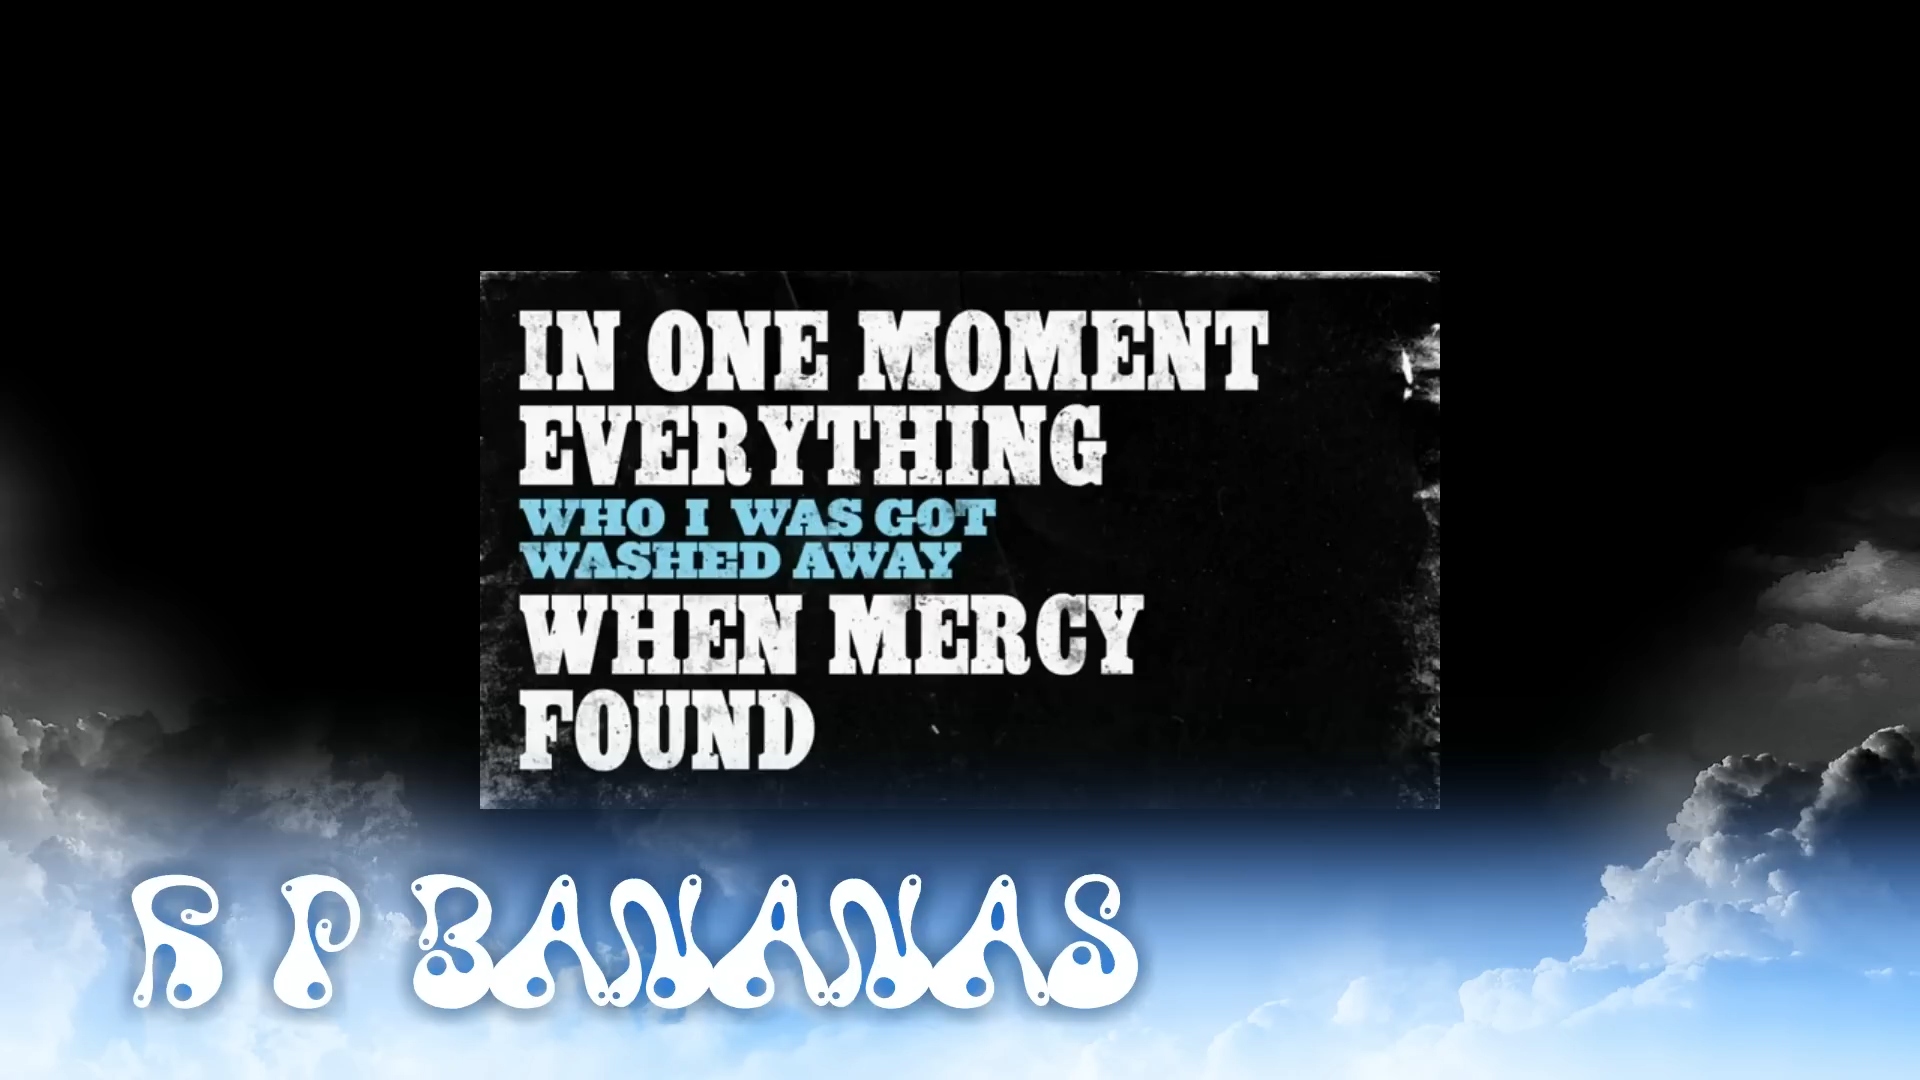 IN ONE MOMENT
EVERYTHING
WHO I WAS GOT
WASHED AWAY
WHEN MERCY
FOUND
R P BANANAS